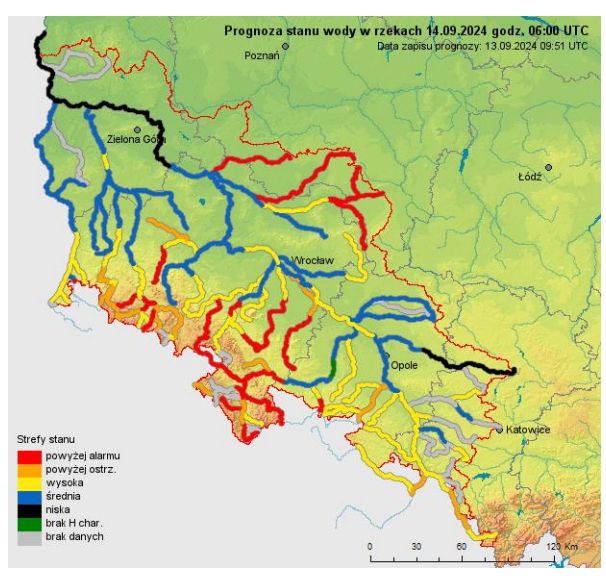 Prognoza stanu wody w rzekach 14.09.2024 godz. 06:00 UTC
Data zapisu prognozy: 13.09.2024 09:51 UTC
Poznań
Zielona Gór
Łódź
Wrocław
Opole
Katowice
Strefy stanu
powyżej alarmu
powyżej ostrz.
wysoka
średnia
niska
brak H char.
brak danych
0 30 60 120 Km